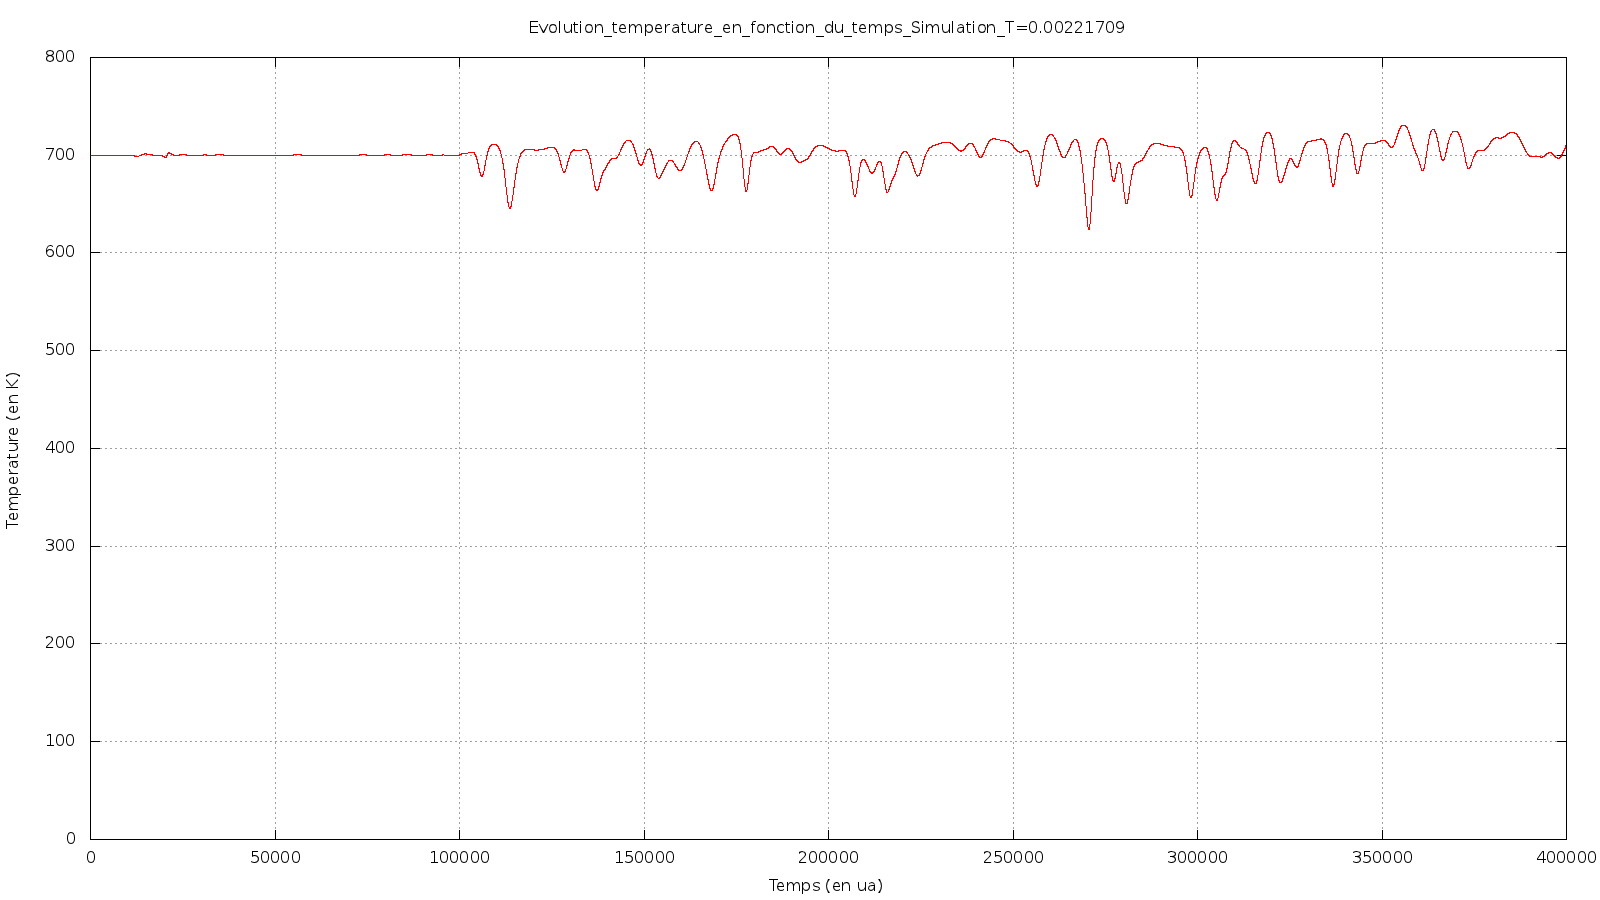 Evolution_temperature_en_fonction_du_temps_Simulation_T=0.00221709
800
700
600
500
400
300
200
100
0
Temperature (en K)
0 50000 100000 150000 200000 250000 300000 350000 400000
Temps (en ua)